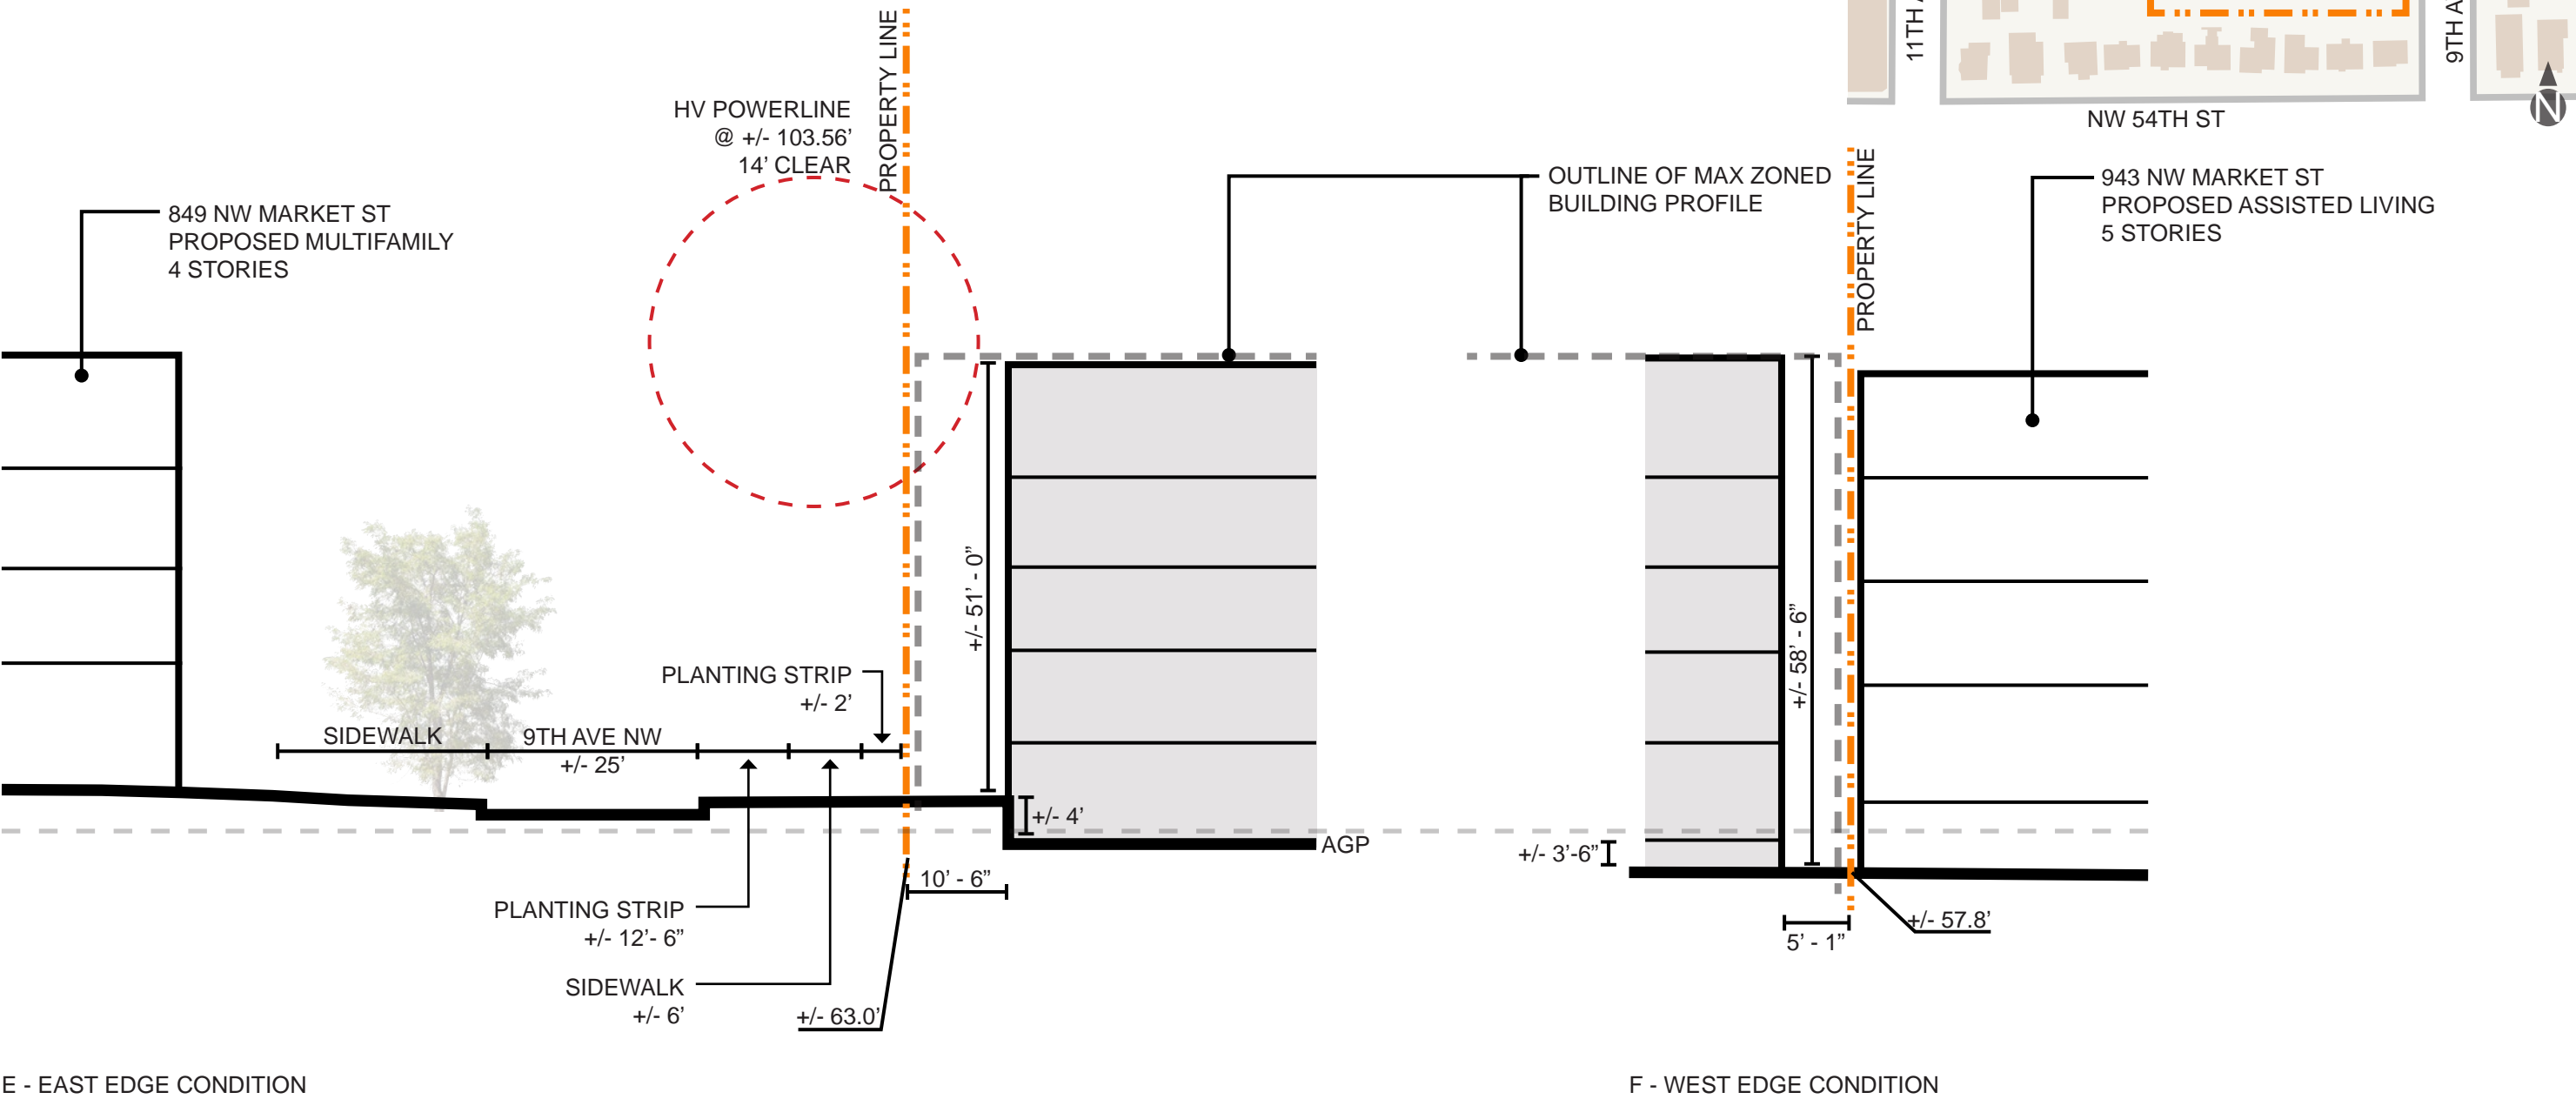 11TH A
9TH A
N
NW 54TH ST
PROPERTY LINE
HV POWERLINE
@ +/- 103.56’
14’ CLEAR
849 NW MARKET ST
PROPOSED MULTIFAMILY
4 STORIES
OUTLINE OF MAX ZONED
BUILDING PROFILE
PROPERTY LINE
943 NW MARKET ST
PROPOSED ASSISTED LIVING
5 STORIES
+/- 51’ - 0”
+/- 58’ - 6”
PLANTING STRIP
+/- 2’
SIDEWALK
9TH AVE NW
+/- 25’
+/- 4’
AGP
+/- 3’-6”
10’ - 6”
PLANTING STRIP
+/- 12’- 6”
SIDEWALK
+/- 6’
+/- 63.0’
5’ - 1”
+/- 57.8’
E - EAST EDGE CONDITION
F - WEST EDGE CONDITION